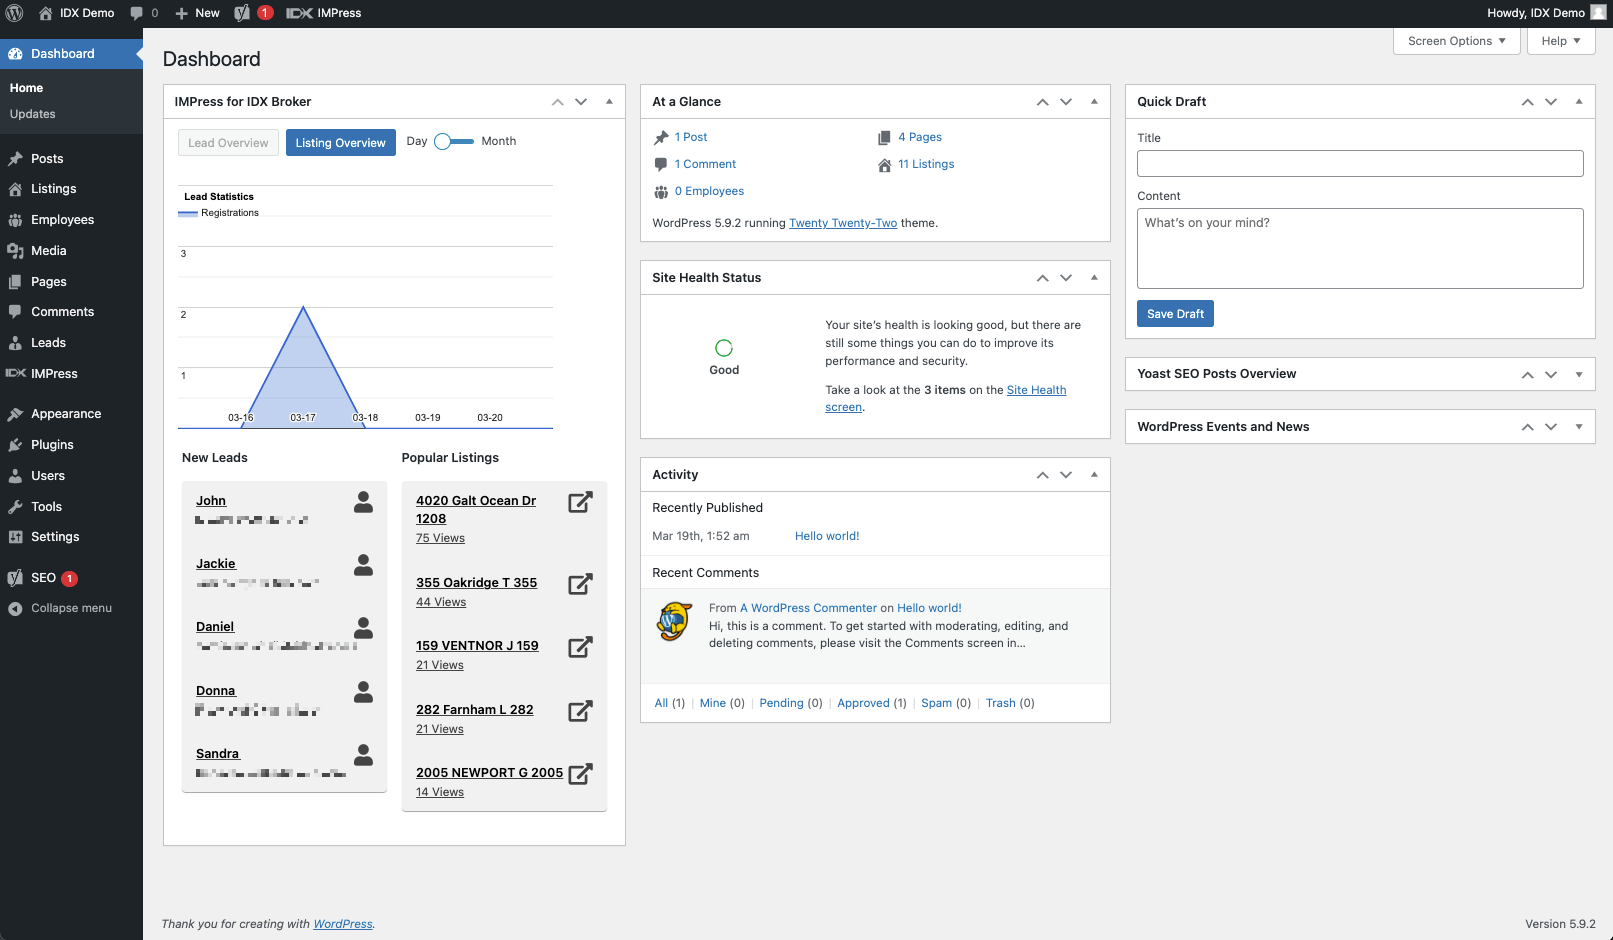 IDX Demo
0
New
1
IMPress
Howdy, IDX Demo
Dashboard
Home
Updates
Posts
Listings
Employees
Media
Pages
Comments
Leads
IDX IMPress
Appearance
Plugins
Users
Tools
Settings
SEO 1
Collapse menu
Screen Options
Help
Dashboard
IMPress for IDX Broker
Lead Overview
Listing Overview
Day
Month
Lead Statistics
Registrations
3
2
1
03-16
03-17
03-18
03-19
03-20
New Leads
John
Jackie
Daniel
Donna
Sandra
Popular Listings
4020 Galt Ocean Dr
1208
75 Views
355 Oakridge T 355
44 Views
159 VENTNOR J 159
21 Views
282 Farnham L 282
21 Views
2005 NEWPORT G 2005
14 Views
At a Glance
1 Post
4 Pages
1 Comment
11 Listings
0 Employees
WordPress 5.9.2 running Twenty Twenty-Two theme.
Site Health Status
Good
Your site's health is looking good, but there are
still some things you can do to improve its
performance and security.
Take a look at the 3 items on the Site Health
screen.
Activity
Recently Published
Mar 19th, 1:52 am
Hello world!
Recent Comments
From A WordPress Commenter on Hello world!
Hi, this is a comment. To get started with moderating, editing, and
deleting comments, please visit the Comments screen in…
All (1) | Mine (0) | Pending (0) | Approved (1) | Spam (0) | Trash (0)
Quick Draft
Title
Content
What's on your mind?
Save Draft
Yoast SEO Posts Overview
WordPress Events and News
Thank you for creating with WordPress.
Version 5.9.2